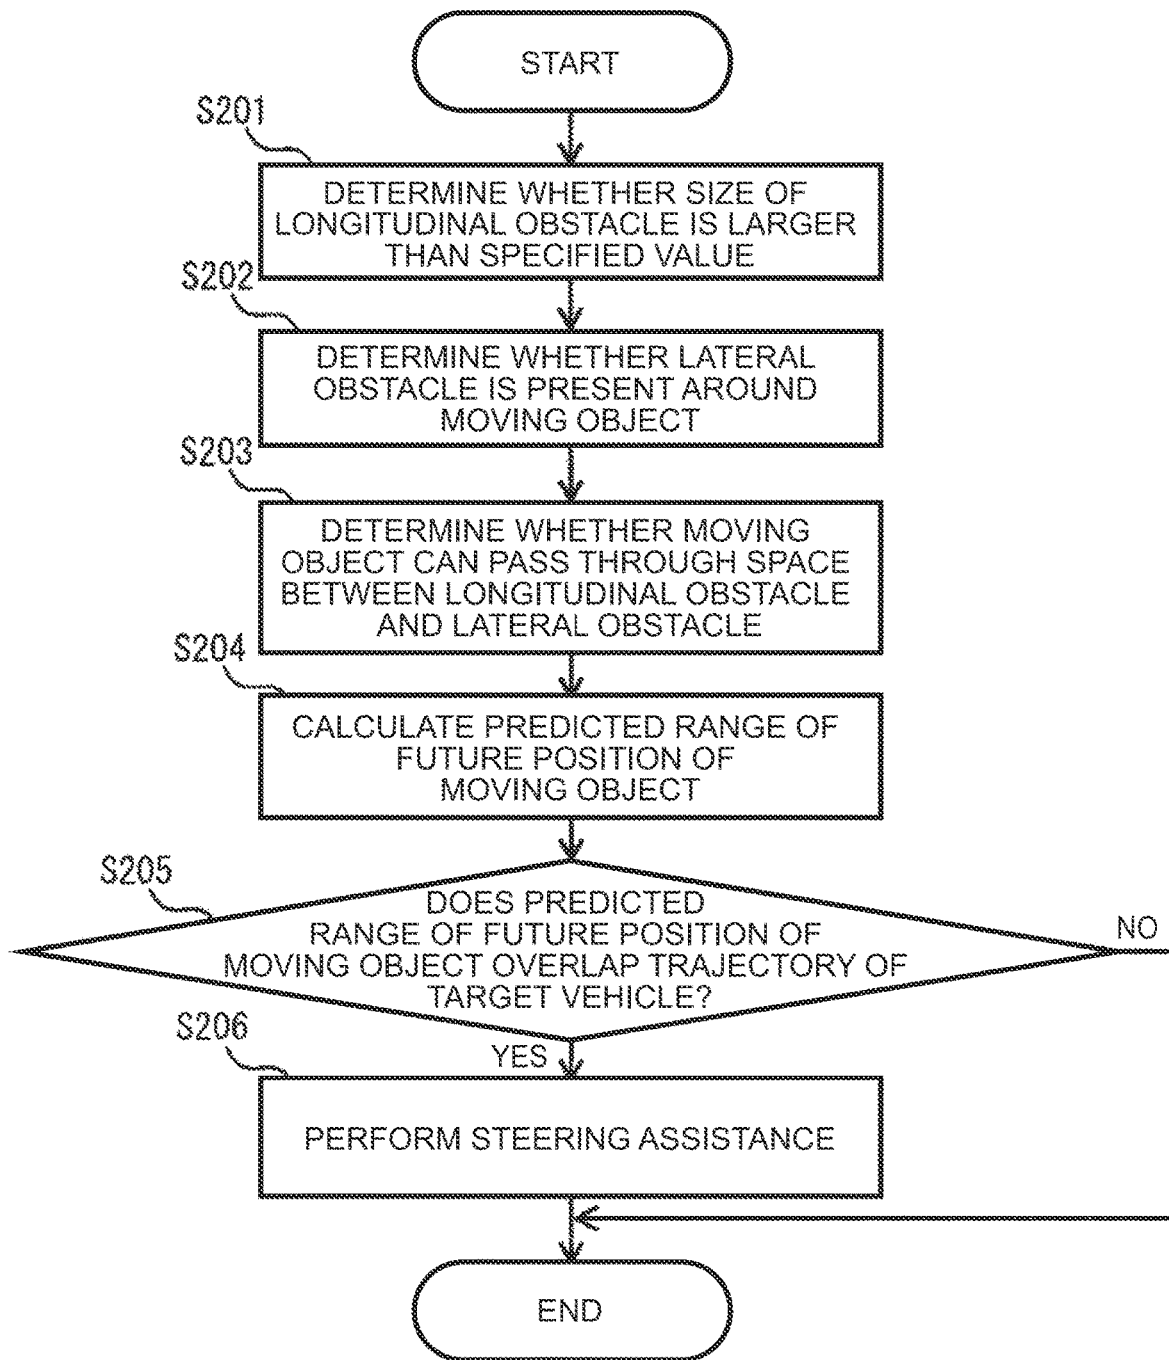 START
S201
DETERMINE WHETHER SIZE OF
LONGITUDINAL OBSTACLE IS LARGER
THAN SPECIFIED VALUE
S202
DETERMINE WHETHER LATERAL
OBSTACLE IS PRESENT AROUND
MOVING OBJECT
S203
DETERMINE WHETHER MOVING
OBJECT CAN PASS THROUGH SPACE
BETWEEN LONGITUDINAL OBSTACLE
AND LATERAL OBSTACLE
S204
CALCULATE PREDICTED RANGE OF
FUTURE POSITION OF
MOVING OBJECT
S205
DOES PREDICTED
RANGE OF FUTURE POSITION OF
MOVING OBJECT OVERLAP TRAJECTORY OF
TARGET VEHICLE?
NO
YES
S206
PERFORM STEERING ASSISTANCE
END